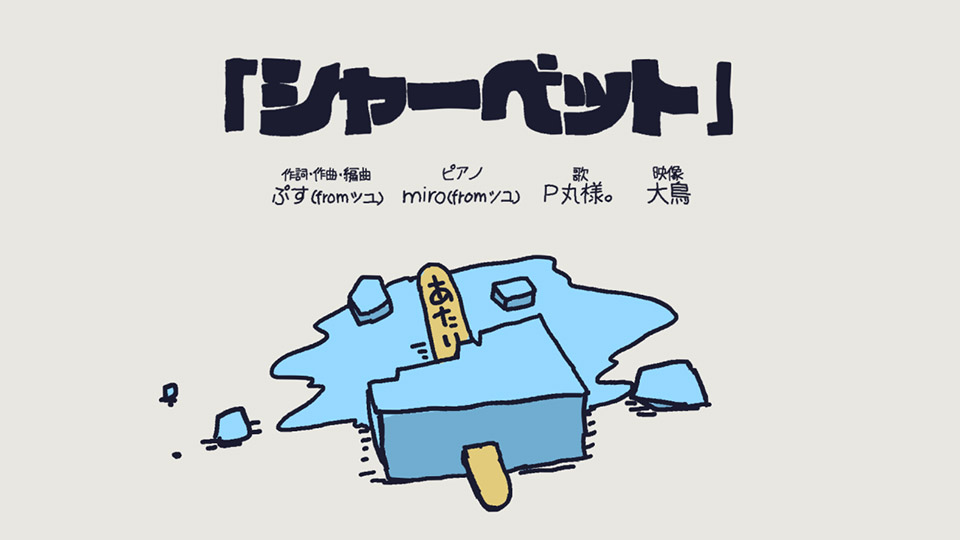 「シャーベット」
作詞・作曲・編曲
ぷす(fromツユ)
ピアノ
miro(fromツユ)
歌
P丸様。
映像
大鳥
あたり